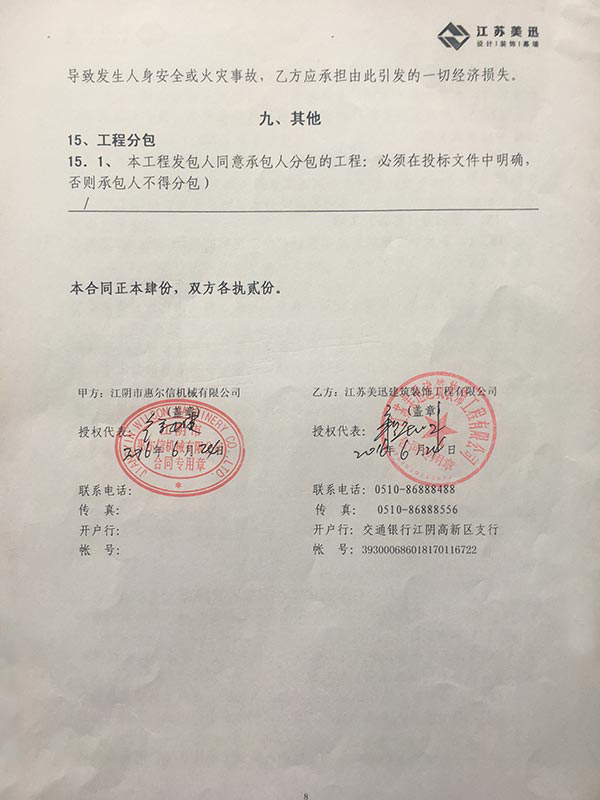 江苏美迅
设计|装饰|幕墙
导致发生人身安全或火灾事故，乙方应承担由此引发的一切经济损失。
九、其他
15、工程分包
15．1、 本工程发包人同意承包人分包的工程：必须在投标文件中明确，
否则承包人不得分包）
/
本合同正本肆份，双方各执贰份。
甲方：江阴市惠尔信机械有限公司
（盖章）
授权代表：
2016年 6 月 24 日
合同专用章
联系电话：
传 真：
开户行：
帐 号：
乙方：江苏美迅建筑装饰工程有限公司
（盖章）
授权代表：
2016年 6 月 24 日
联系电话：0510-86888488
传 真： 0510-86888556
开户行：交通银行江阴高新区支行
帐 号：393000686018170116722
8